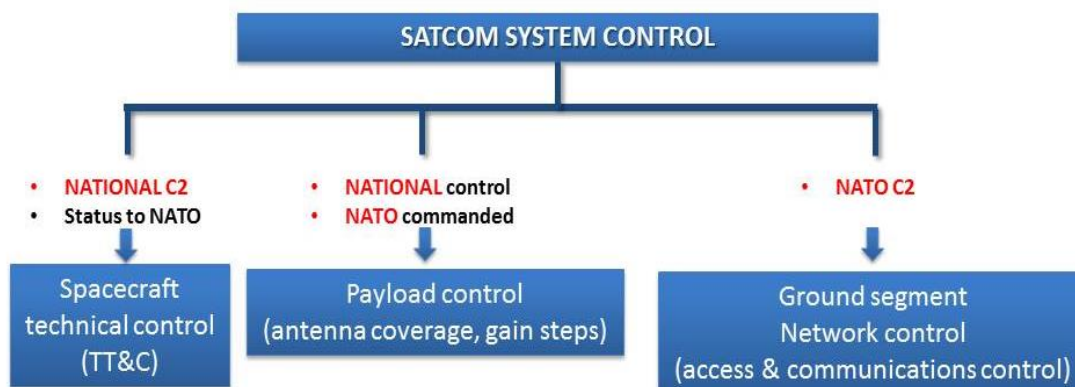 SATCOM SYSTEM CONTROL
• NATIONAL C2
• Status to NATO
• NATIONAL control
• NATO commanded
• NATO C2
Spacecraft
technical control
(TT&C)
Payload control
(antenna coverage, gain steps)
Ground segment
Network control
(access & communications control)